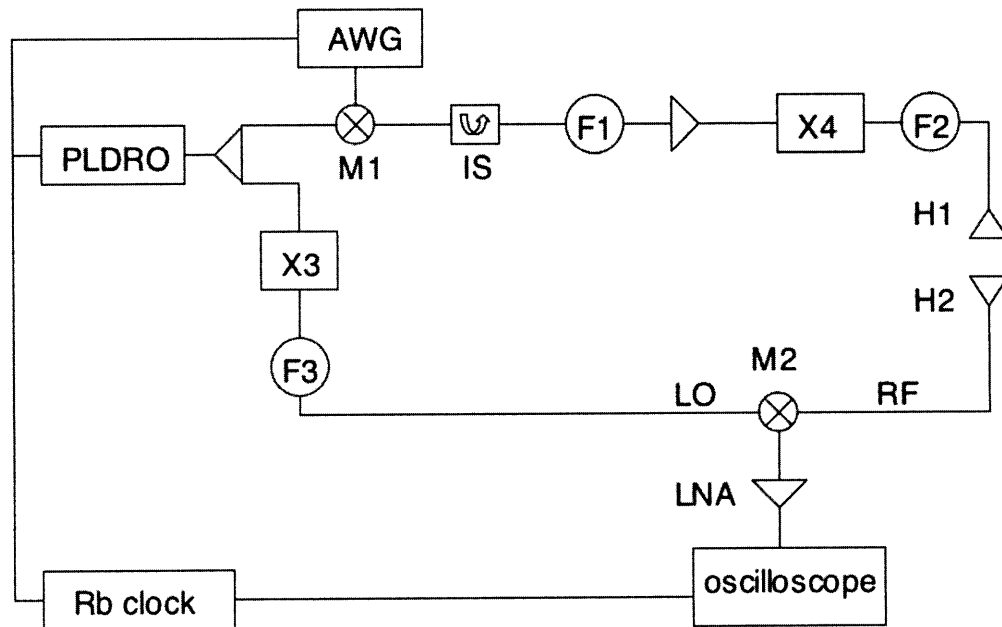 AWG
PLDRO
M1
IS
F1
X4
F2
H1
X3
H2
F3
M2
LO
RF
LNA
oscilloscope
Rb clock